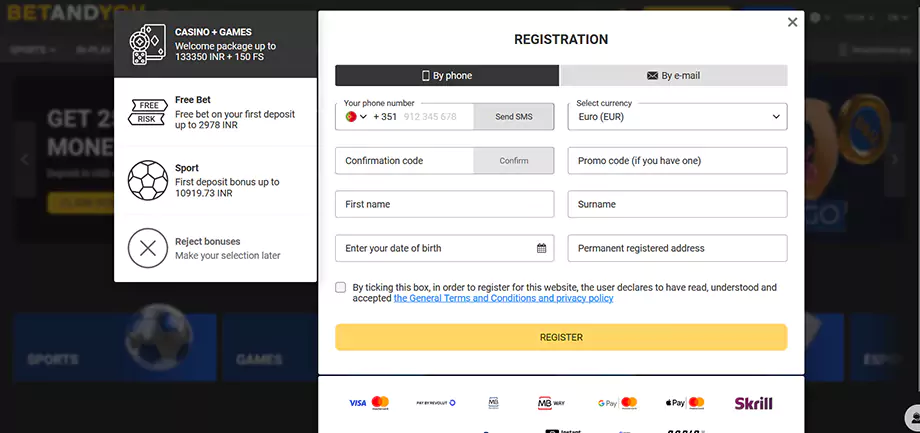 BETANDYOU
CASINO + GAMES
Welcome package up to
133350 INR + 150 FS
Free Bet
FREE
RISK
Free bet on your first deposit
up to 2978 INR
Sport
First deposit bonus up to
10919.73 INR
Reject bonuses
Make your selection later
REGISTRATION
By phone
By e-mail
Your phone number
+ 351 912 345 678
Send SMS
Select currency
Euro (EUR)
Confirmation code
Confirm
Promo code (if you have one)
First name
Surname
Enter your date of birth
Permanent registered address
By ticking this box, in order to register for this website, the user declares to have read, understood and
accepted the General Terms and Conditions and privacy policy
REGISTER
VISA
PAY BY REVOLUT
MB
MB WAY
G Pay
Pay
Skrill
Instant
GET 25
MONE
SPORTS
GAMES